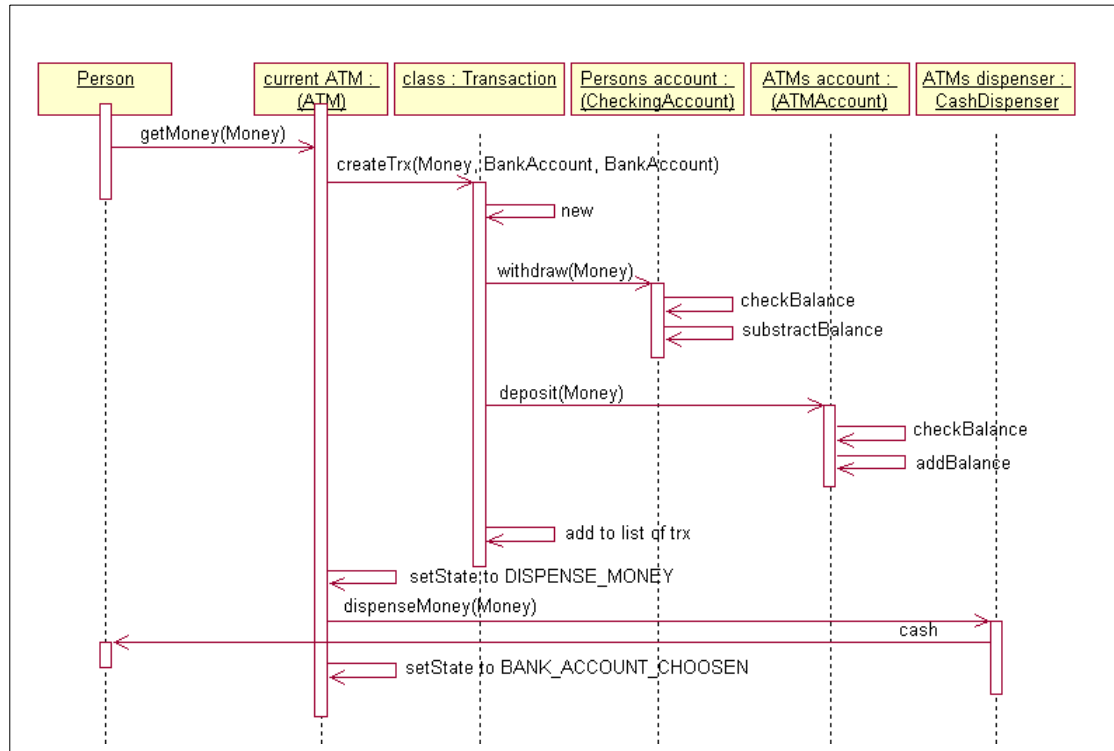 Person
current ATM :
(ATM)
class : Transaction
Persons account :
(CheckingAccount)
ATMs account :
(ATMAccount)
ATMs dispenser :
CashDispenser
getMoney(Money)
createTrx(Money, BankAccount, BankAccount)
new
withdraw(Money)
checkBalance
substractBalance
deposit(Money)
checkBalance
addBalance
add to list of trx
setState to DISPENSE_MONEY
dispenseMoney(Money)
cash
setState to BANK_ACCOUNT_CHOOSEN